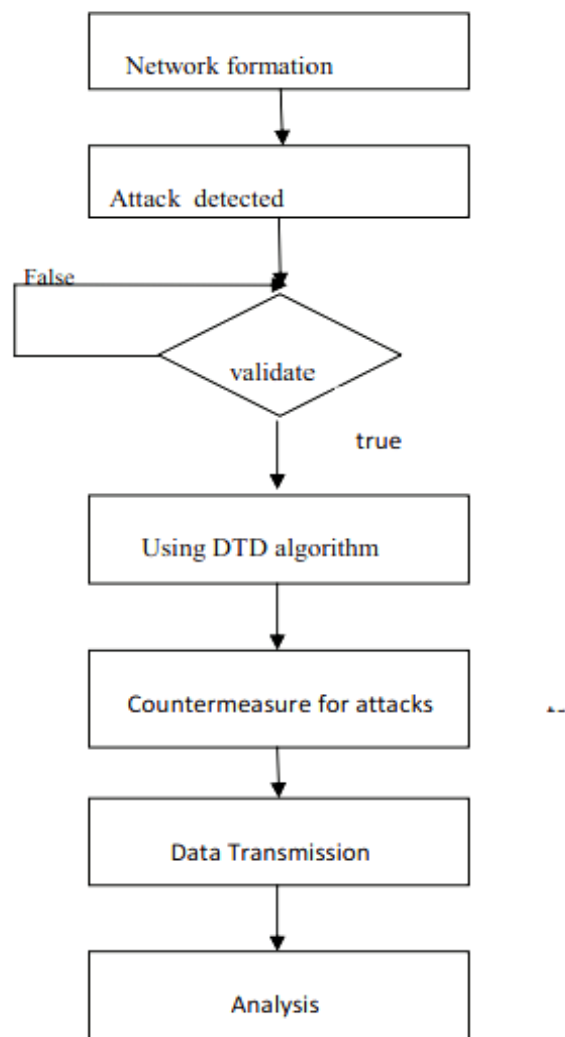 Network formation
Attack detected
False
validate
true
Using DTD algorithm
Countermeasure for attacks
Data Transmission
Analysis